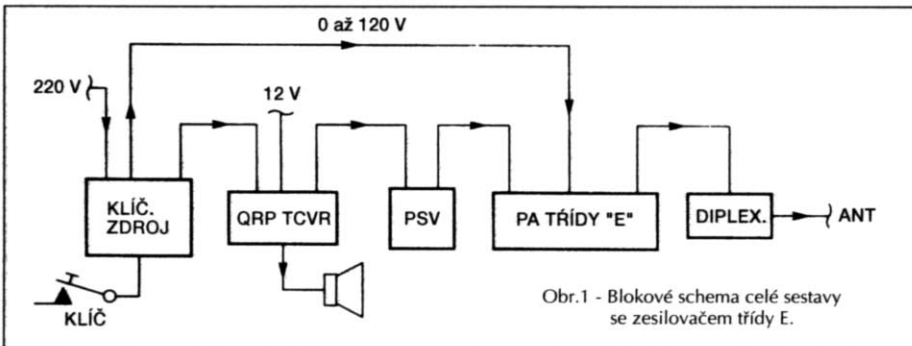 0 až 120 V
220 V
12 V
KLÍČ.
ZDROJ
QRP TCVR
PSV
PA TŘÍDY "E"
DIPLEX.
ANT
KLÍČ
Obr.1 - Blokové schema celé sestavy
se zesilovačem třídy E.